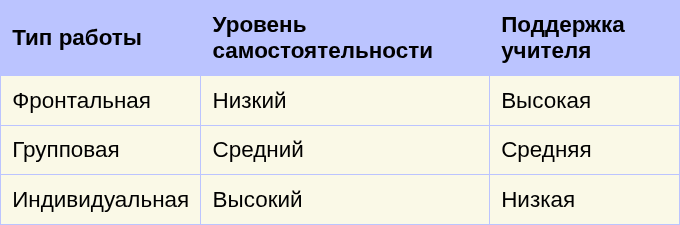 Тип работы
Уровень самостоятельности
Поддержка учителя
Фронтальная
Низкий
Высокая
Групповая
Средний
Средняя
Индивидуальная
Высокий
Низкая